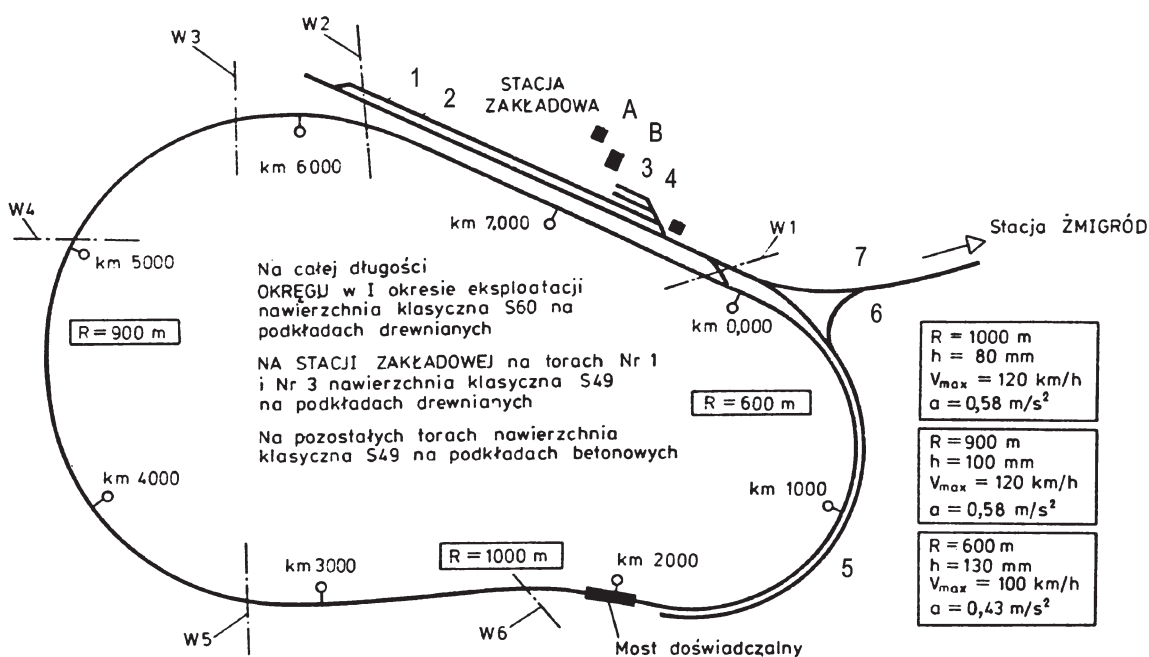 W2
W3
1
2
STACJA
ZAKŁADOWA
A
B
3
4
km 6000
W4
km 7,000
W1
Stacja ŻMIGRÓD
7
km 5000
6
Na całej długości
OKRĘGU w I okresie eksploatacji
nawierzchnia klasyczna S60 na
podkładach drewnianych
km 0,000
R = 900 m
R = 1000 m
h = 80 mm
Vmax = 120 km/h
a = 0,58 m/s²
NA STACJI ZAKŁADOWEJ na torach Nr 1
i Nr 3 nawierzchnia klasyczna S49
na podkładach drewnianych
R = 600 m
Na pozostałych torach nawierzchnia
klasyczna S49 na podkładach betonowych
R = 900 m
h = 100 mm
Vmax = 120 km/h
a = 0,58 m/s²
km 4000
km 1000
R = 600 m
h = 130 mm
Vmax = 100 km/h
a = 0,43 m/s²
R = 1000 m
km 3000
km 2000
5
W5
W6
Most doświadczalny